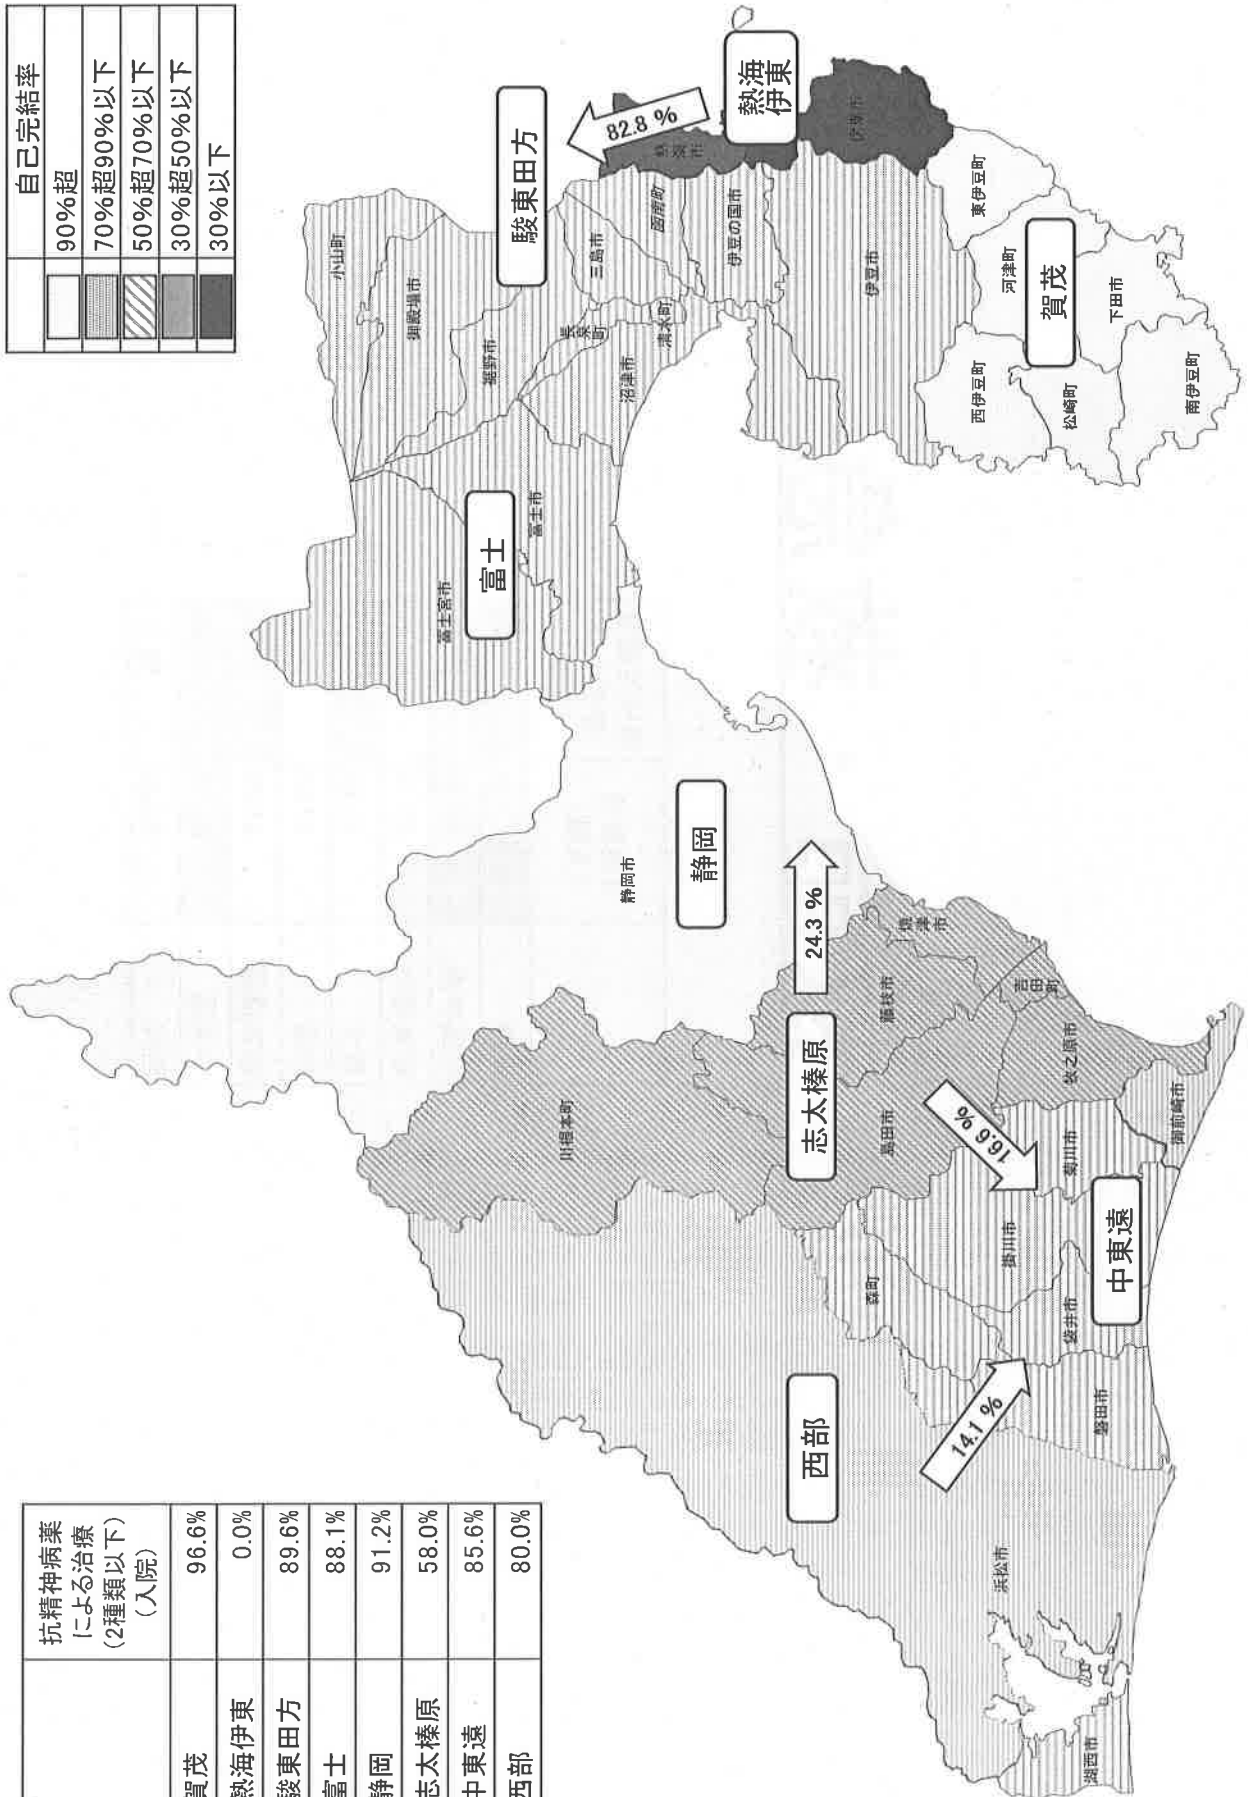 自己完結率
90%超
70%超90%以下
50%超70%以下
30%超50%以下
30%以下
抗精神病薬
による治療
(2種類以下)
(入院)
賀茂 96.6%
熱海伊東 0.0%
駿東田方 89.6%
富士 88.1%
静岡 91.2%
志太榛原 58.0%
中東遠 85.6%
西部 80.0%
駿東田方
82.8 %
熱海
伊東
熱海市
伊東市
小山町
御殿場市
裾野市
三島市
函南町
長泉
町
清水町
沼津市
伊豆の国市
伊豆市
東伊豆町
河津町
賀茂
下田市
西伊豆町
松崎町
南伊豆町
富士
富士宮市
富士市
静岡
静岡市
24.3 %
志太榛原
川根本町
藤枝市
焼津
市
島田市
吉田
町
牧之原市
16.6 %
御前崎市
菊川市
掛川市
中東遠
森町
袋井市
磐田市
14.1 %
西部
浜松市
湖西市